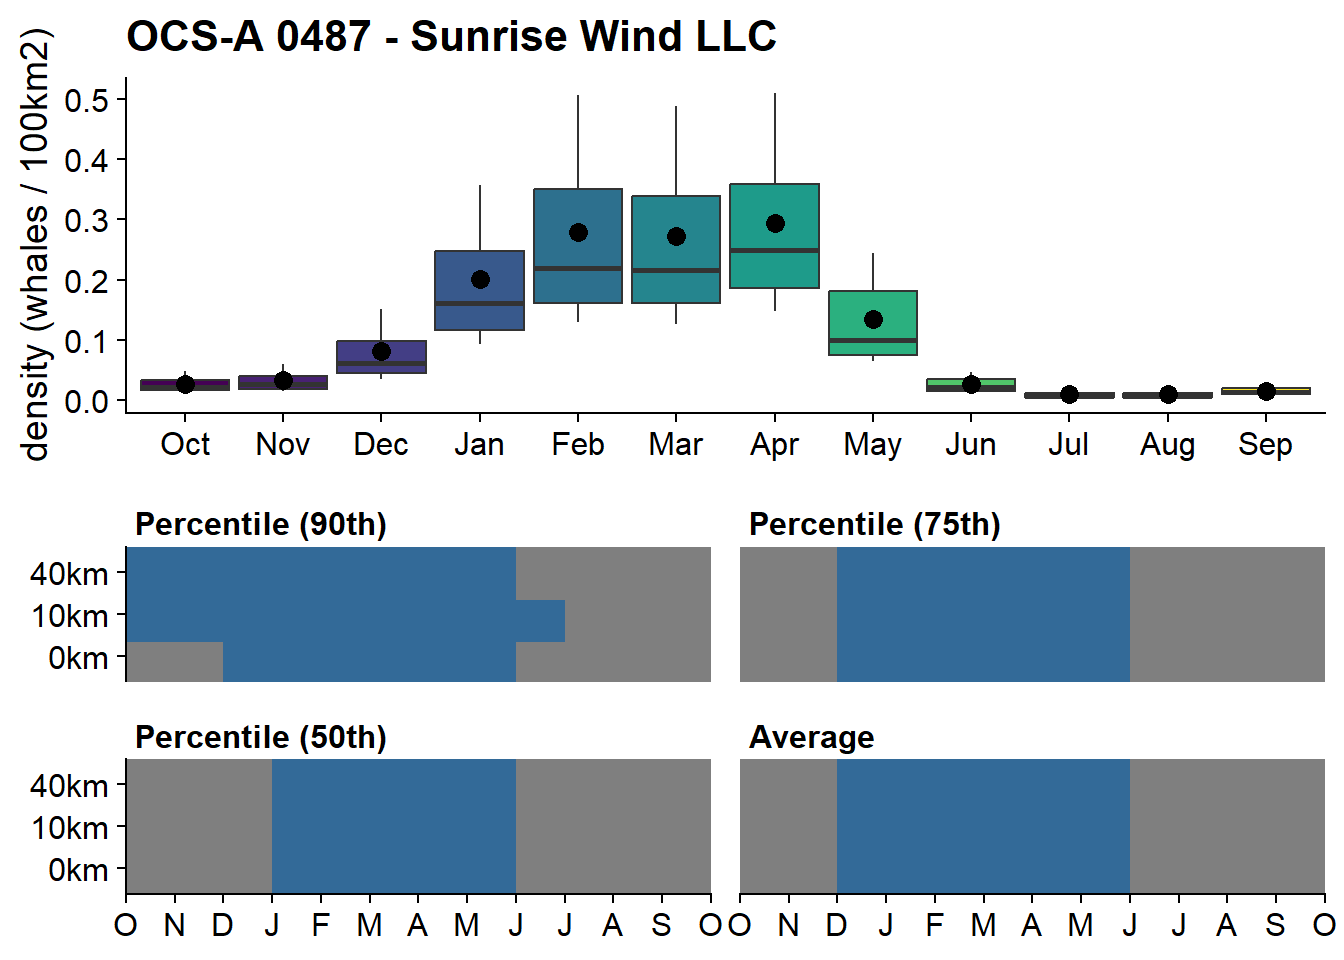 OCS-A 0487 - Sunrise Wind LLC
density (whales / 100km2)
0.5
0.4
0.3
0.2
0.1
0.0
Oct Nov Dec Jan Feb Mar Apr May Jun Jul Aug Sep
Percentile (90th) Percentile (75th)
40km
10km
0km
Percentile (50th) Average
40km
10km
0km
O N D J F M A M J J A S O O N D J F M A M J J A S O